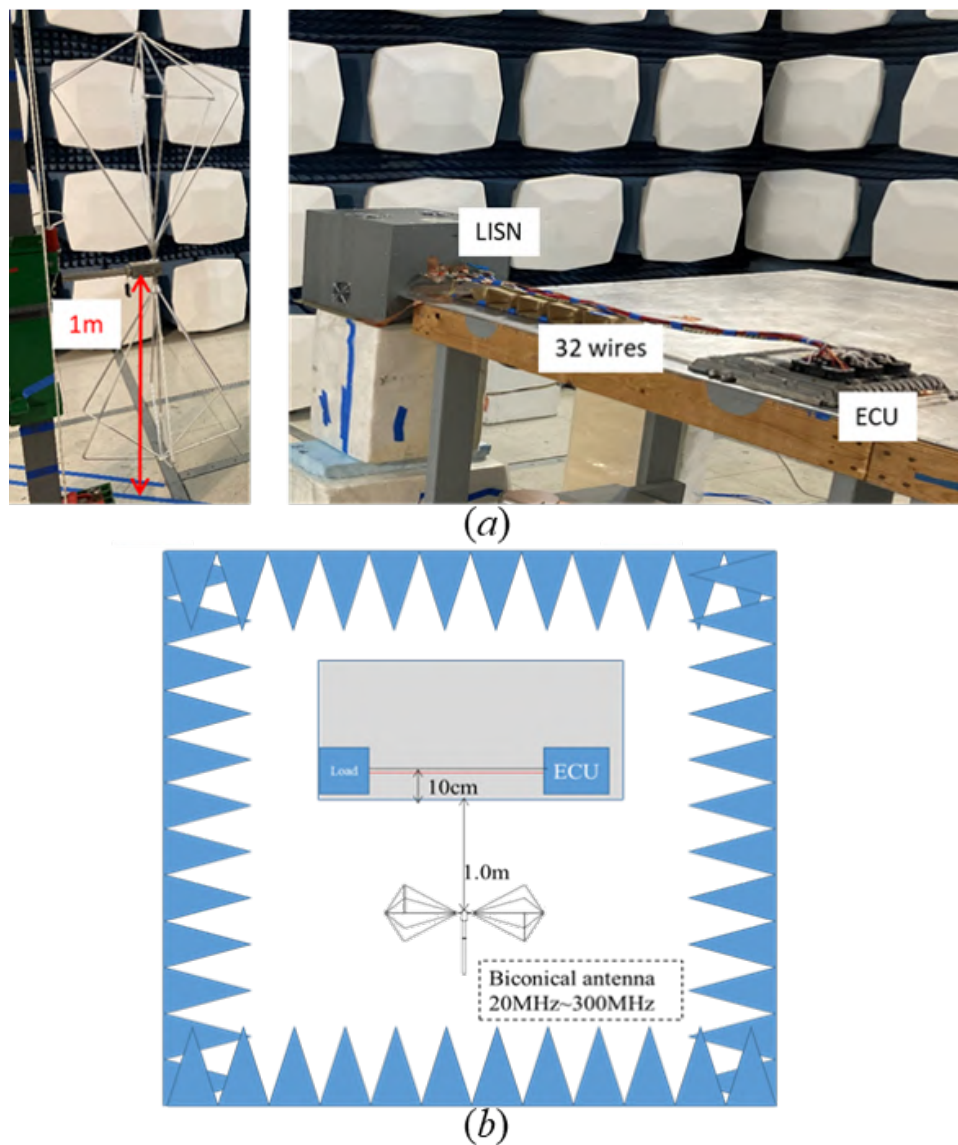 LISN
1m
32 wires
ECU
(a)
Load
ECU
10cm
1.0m
Biconical antenna
20MHz~300MHz
(b)